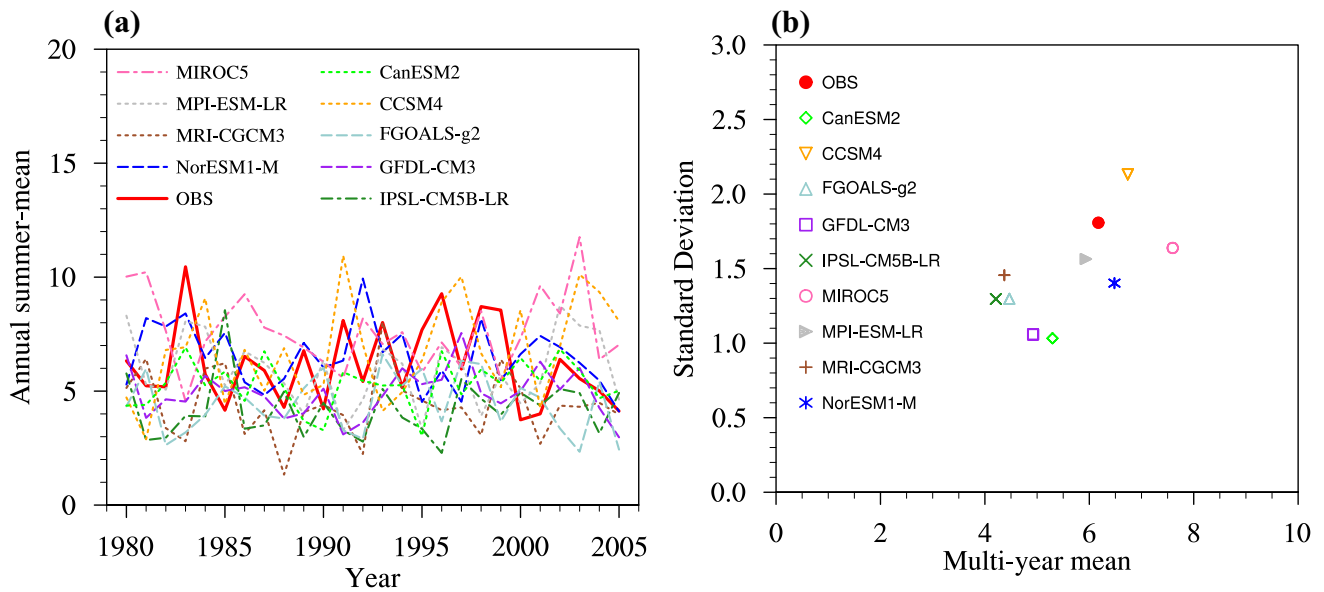 (a)
20
15
10
5
0
Annual summer-mean
MIROC5
MPI-ESM-LR
MRI-CGCM3
NorESM1-M
OBS
CanESM2
CCSM4
FGOALS-g2
GFDL-CM3
IPSL-CM5B-LR
1980 1985 1990 1995 2000 2005
Year
(b)
3.0
2.5
2.0
1.5
1.0
0.5
0.0
Standard Deviation
OBS
CanESM2
CCSM4
FGOALS-g2
GFDL-CM3
IPSL-CM5B-LR
MIROC5
MPI-ESM-LR
MRI-CGCM3
NorESM1-M
0 2 4 6 8 10
Multi-year mean